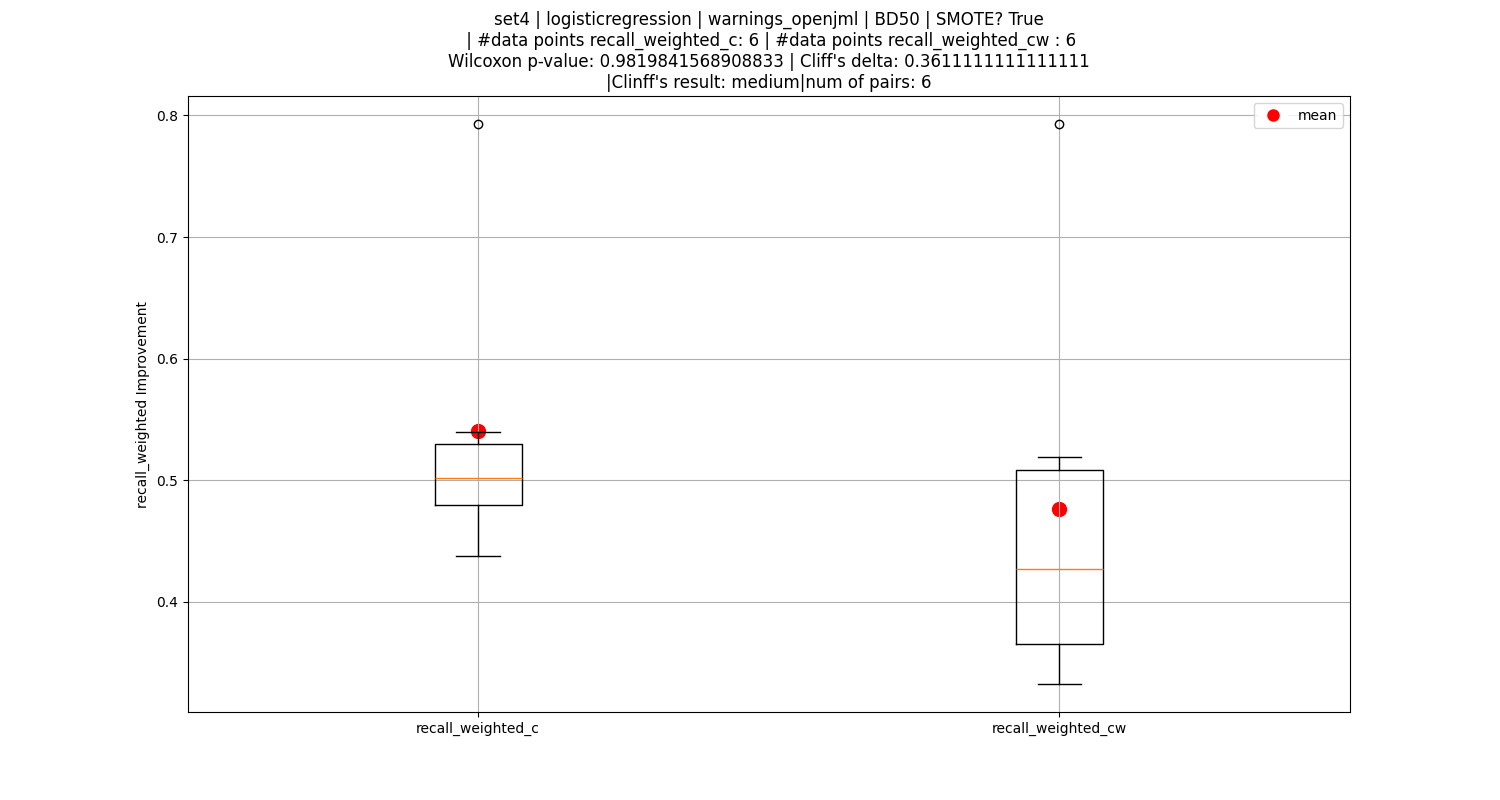 set4 | logisticregression | warnings_openjml | BD50 | SMOTE? True
| #data points recall_weighted_c: 6 | #data points recall_weighted_cw : 6
Wilcoxon p-value: 0.9819841568908833 | Cliff's delta: 0.3611111111111111
|Clinff's result: medium|num of pairs: 6
mean
recall_weighted Improvement
0.8
0.7
0.6
0.5
0.4
recall_weighted_c
recall_weighted_cw